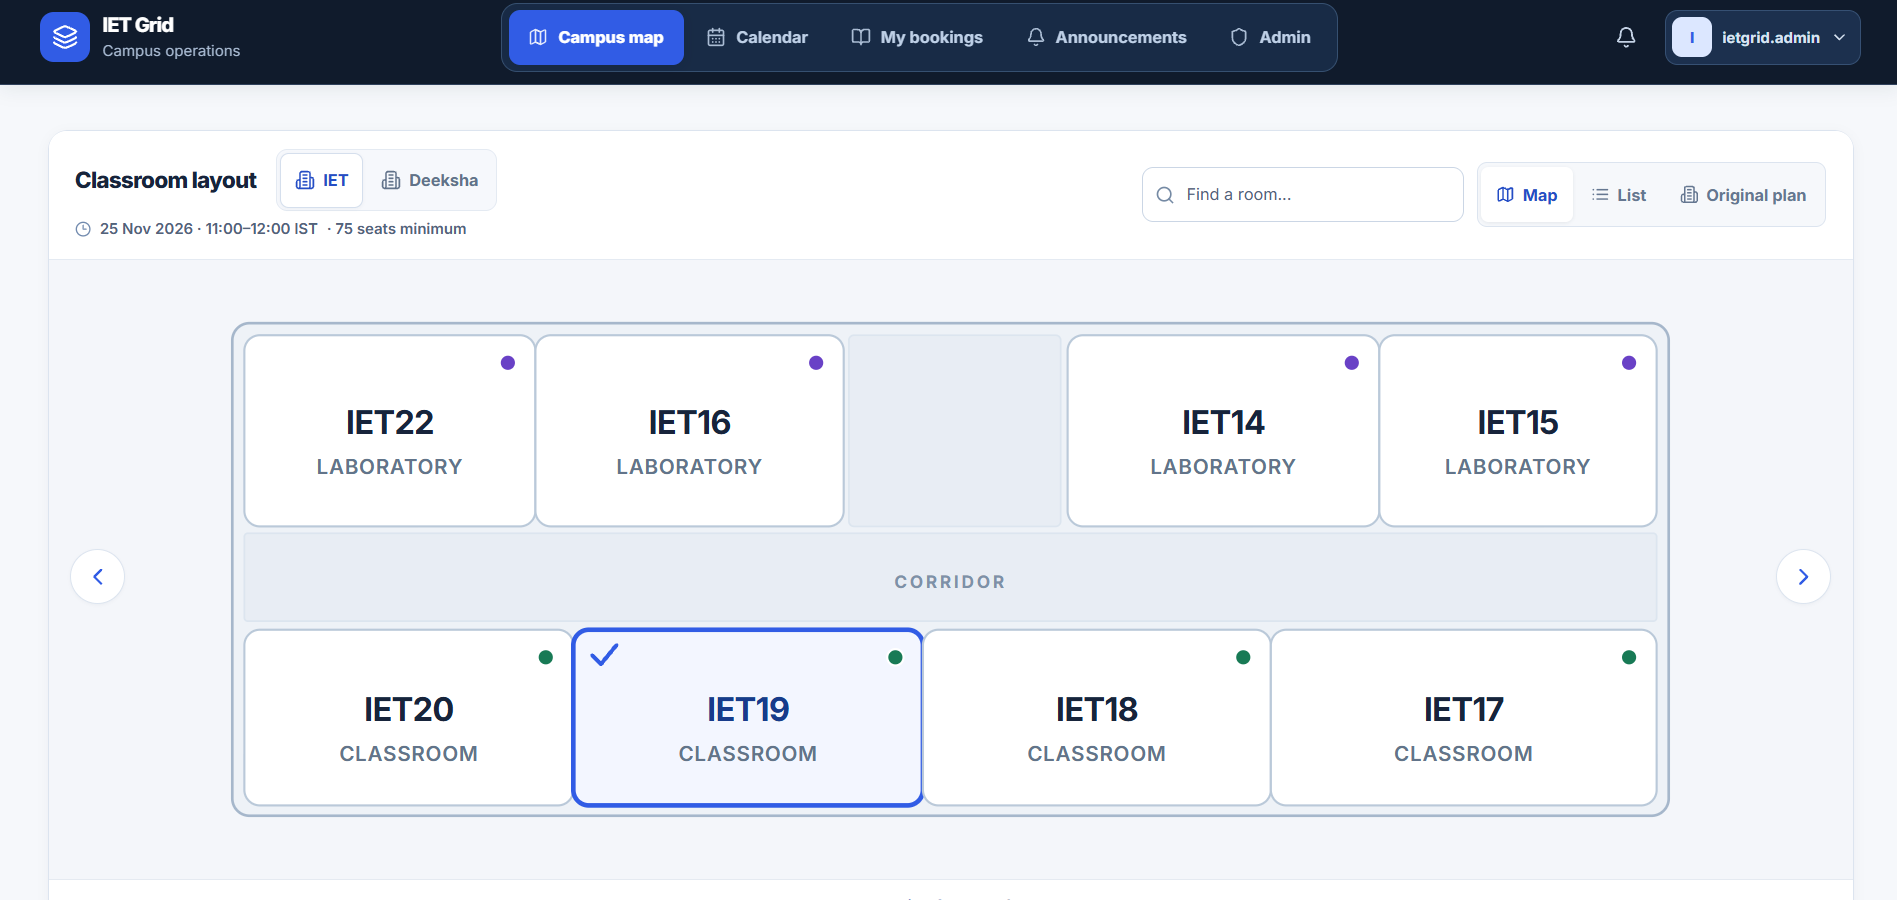 IET Grid
Campus operations
Campus map
Calendar
My bookings
Announcements
Admin
I
ietgrid.admin
Classroom layout
IET
Deeksha
25 Nov 2026 · 11:00–12:00 IST · 75 seats minimum
Find a room...
Map
List
Original plan
IET22
LABORATORY
IET16
LABORATORY
IET14
LABORATORY
IET15
LABORATORY
CORRIDOR
IET20
CLASSROOM
IET19
CLASSROOM
IET18
CLASSROOM
IET17
CLASSROOM